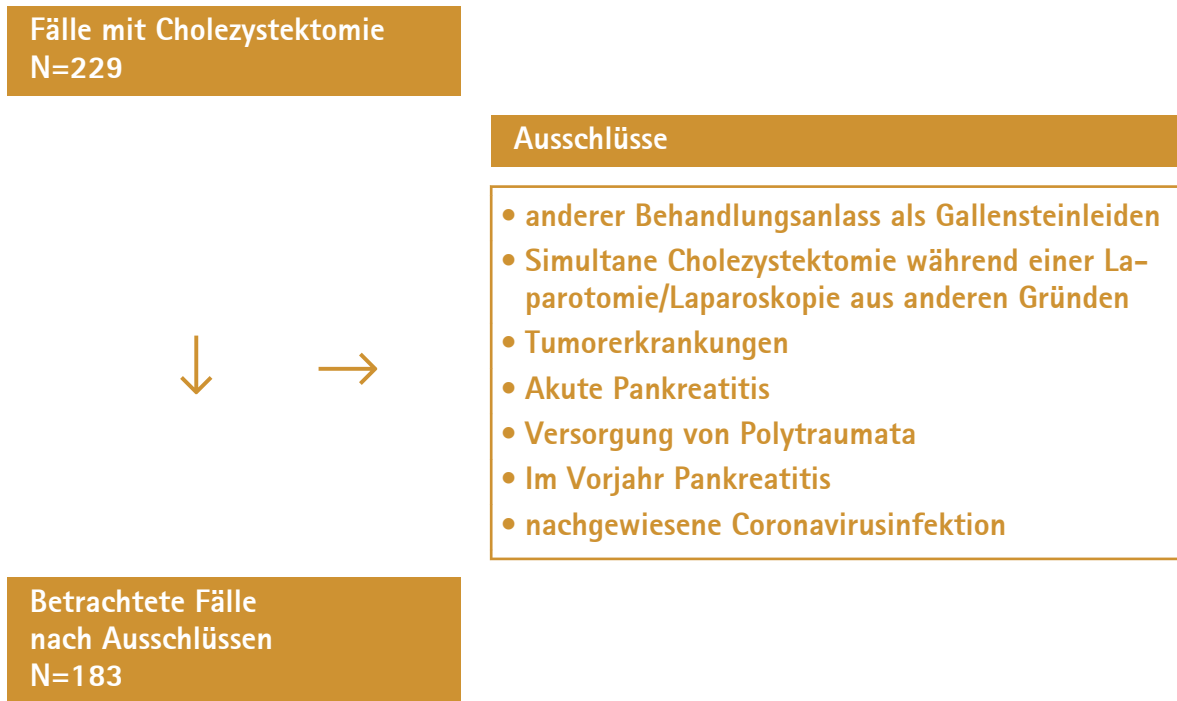 Fälle mit Cholezystektomie
N=229
Ausschlüsse
• anderer Behandlungsanlass als Gallensteinleiden
• Simultane Cholezystektomie während einer La-
parotomie/Laparoskopie aus anderen Gründen
• Tumorerkrankungen
• Akute Pankreatitis
• Versorgung von Polytraumata
• Im Vorjahr Pankreatitis
• nachgewiesene Coronavirusinfektion
Betrachtete Fälle
nach Ausschlüssen
N=183